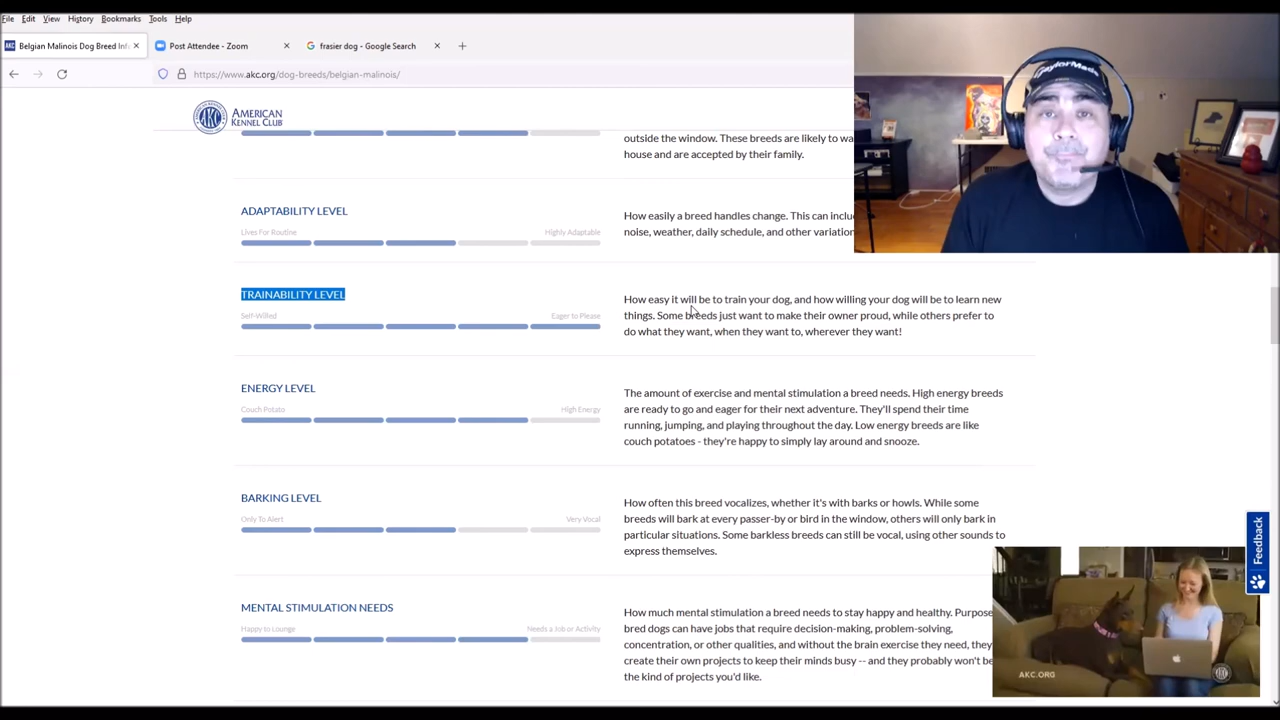 File Edit View History Bookmarks Tools Help
Belgian Malinois Dog Breed Inf
Post Attendee - Zoom
frasier dog - Google Search
https://www.akc.org/dog-breeds/belgian-malinois/
AKC
AMERICAN
KENNEL CLUB
outside the window. These breeds are likely to wa
house and are accepted by their family.
ADAPTABILITY LEVEL
Lives For Routine
Highly Adaptable
How easily a breed handles change. This can inclu
noise, weather, daily schedule, and other variation
TRAINABILITY LEVEL
Self-Willed
Eager to Please
How easy it will be to train your dog, and how willing your dog will be to learn new
things. Some breeds just want to make their owner proud, while others prefer to
do what they want, when they want to, wherever they want!
ENERGY LEVEL
Couch Potato
High Energy
The amount of exercise and mental stimulation a breed needs. High energy breeds
are ready to go and eager for their next adventure. They'll spend their time
running, jumping, and playing throughout the day. Low energy breeds are like
couch potatoes - they're happy to simply lay around and snooze.
BARKING LEVEL
Only To Alert
Very Vocal
How often this breed vocalizes, whether it's with barks or howls. While some
breeds will bark at every passer-by or bird in the window, others will only bark in
particular situations. Some barkless breeds can still be vocal, using other sounds to
express themselves.
MENTAL STIMULATION NEEDS
Happy to Lounge
Needs a Job or Activity
How much mental stimulation a breed needs to stay happy and healthy. Purpose
bred dogs can have jobs that require decision-making, problem-solving,
concentration, or other qualities, and without the brain exercise they need, they
create their own projects to keep their minds busy -- and they probably won't be
the kind of projects you'd like.
TaylorMade
Feedback
AKC.ORG